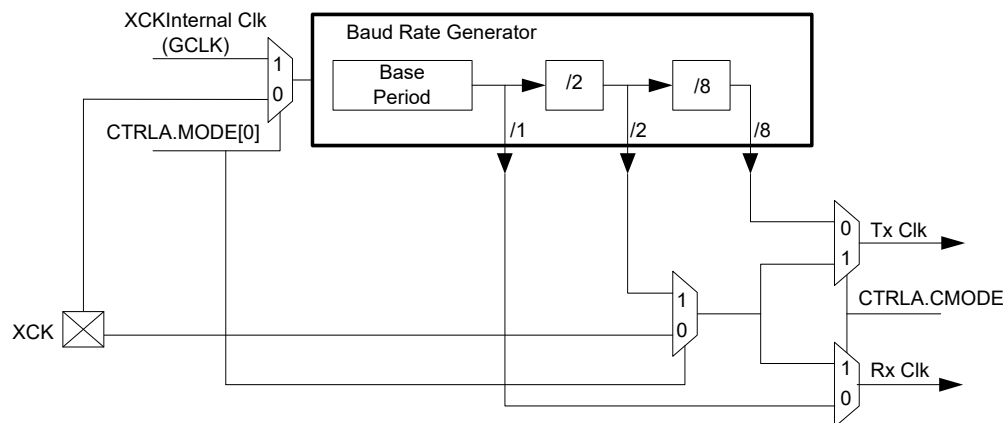 XCKInternal Clk
(GCLK)
Baud Rate Generator
1
0
Base
Period
/2
/8
CTRLA.MODE[0]
/1
/2
/8
0
Tx Clk
1
1
CTRLA.CMODE
XCK
0
1
Rx Clk
0